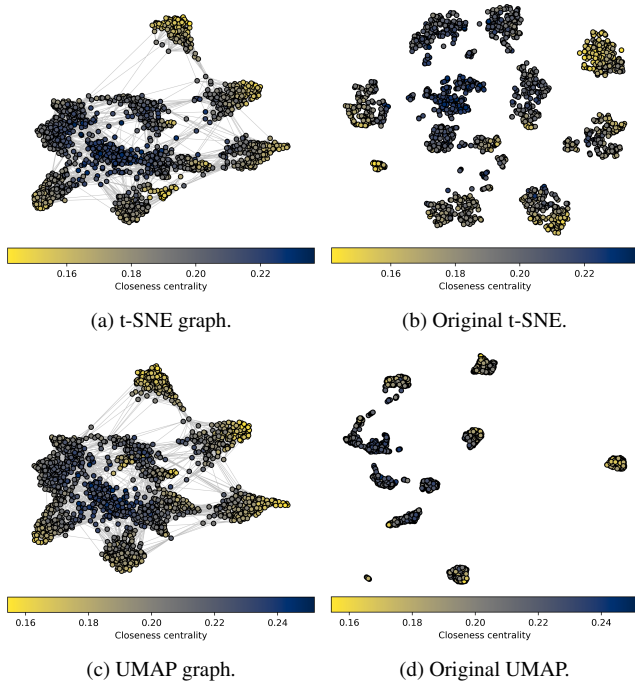 0.16 0.18 0.20 0.22
Closeness centrality
(a) t-SNE graph.
0.16 0.18 0.20 0.22
Closeness centrality
(b) Original t-SNE.
0.16 0.18 0.20 0.22 0.24
Closeness centrality
(c) UMAP graph.
0.16 0.18 0.20 0.22 0.24
Closeness centrality
(d) Original UMAP.